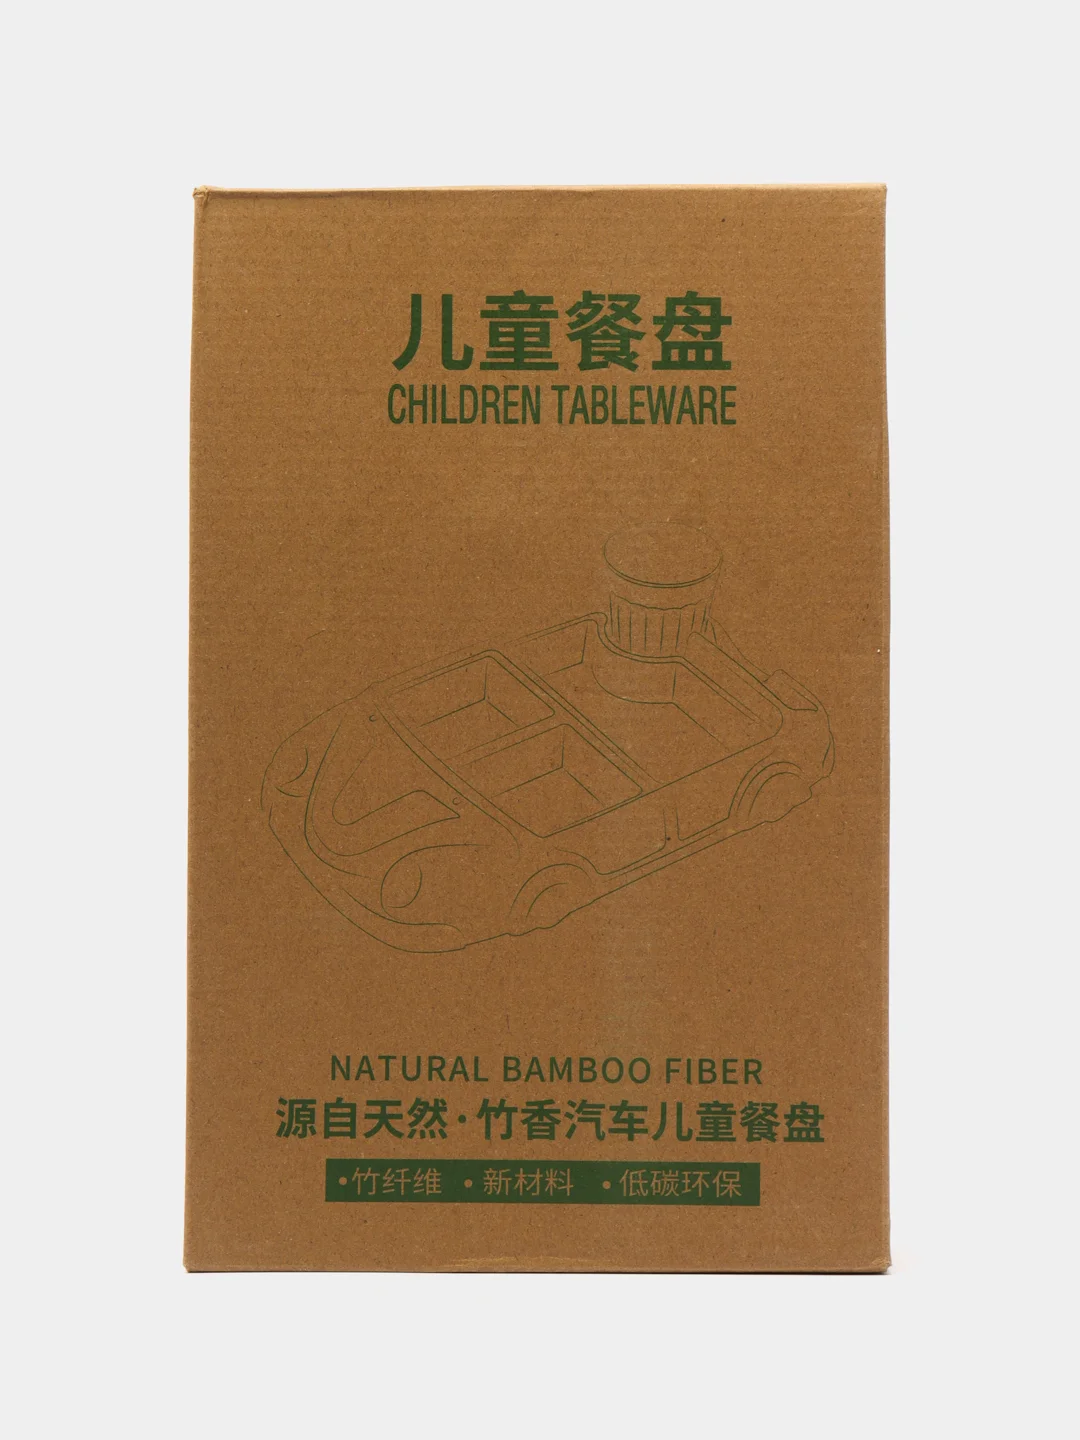 儿童餐盘
CHILDREN TABLEWARE
NATURAL BAMBOO FIBER
源自天然·竹香汽车儿童餐盘
•竹纤维 •新材料 •低碳环保